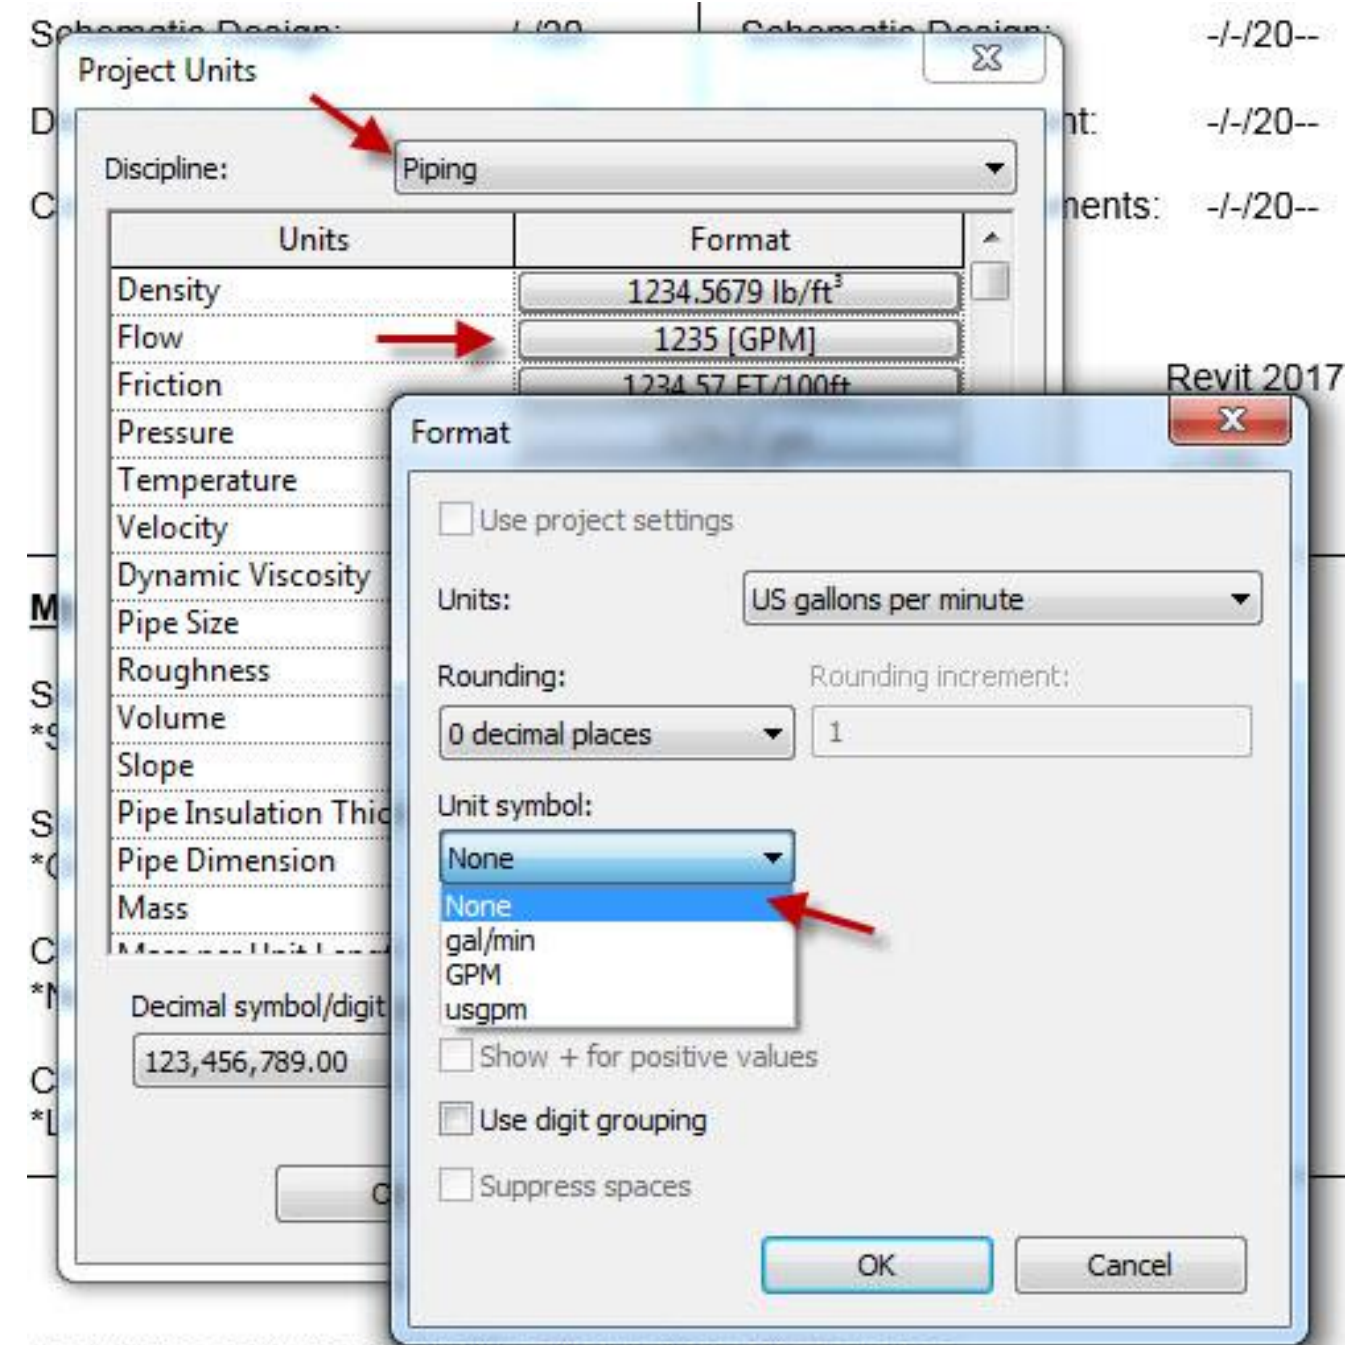 -/-/20--
Project Units
-/-/20--
Discipline:
Piping
-/-/20--
Units
Format
Density
1234.5679 lb/ft³
Flow
1235 [GPM]
Friction
1234.57 FT/100ft
Revit 2017
Pressure
Format
Temperature
Use project settings
Velocity
Dynamic Viscosity
Units:
US gallons per minute
Pipe Size
Roughness
Rounding:
Rounding increment:
Volume
0 decimal places
1
Slope
Unit symbol:
Pipe Insulation Thic
Pipe Dimension
None
Mass
None
gal/min
GPM
usgpm
Decimal symbol/digit
123,456,789.00
Show + for positive values
Use digit grouping
Suppress spaces
OK
Cancel